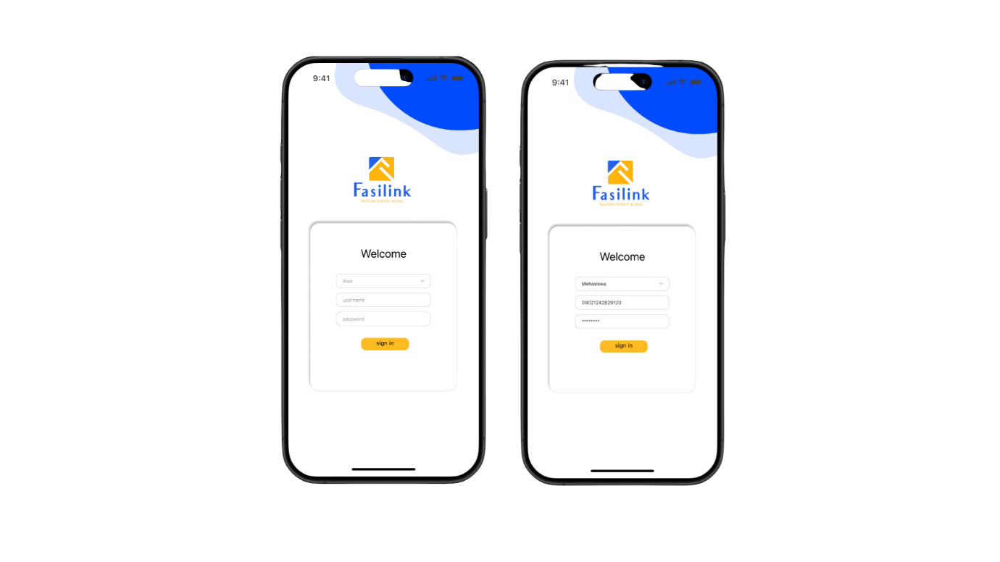 9:41
Fasilink
facilities instant access
Welcome
Role
username
password
sign in
9:41
Fasilink
facilities instant access
Welcome
Mahasiswa
09021242829120
••••••••
sign in